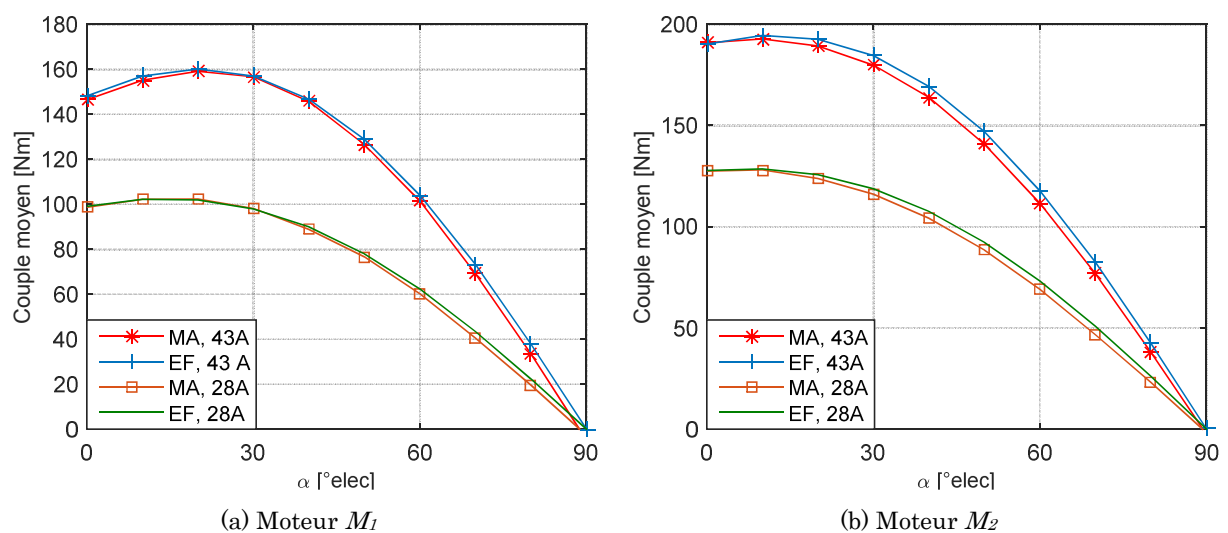 180
160
140
120
100
80
60
40
20
0
Couple moyen [Nm]
MA, 43A
EF, 43 A
MA, 28A
EF, 28A
0 30 60 90
α [°elec]
(a) Moteur M1
200
150
100
50
0
Couple moyen [Nm]
MA, 43A
EF, 43A
MA, 28A
EF, 28A
0 30 60 90
α [°elec]
(b) Moteur M2